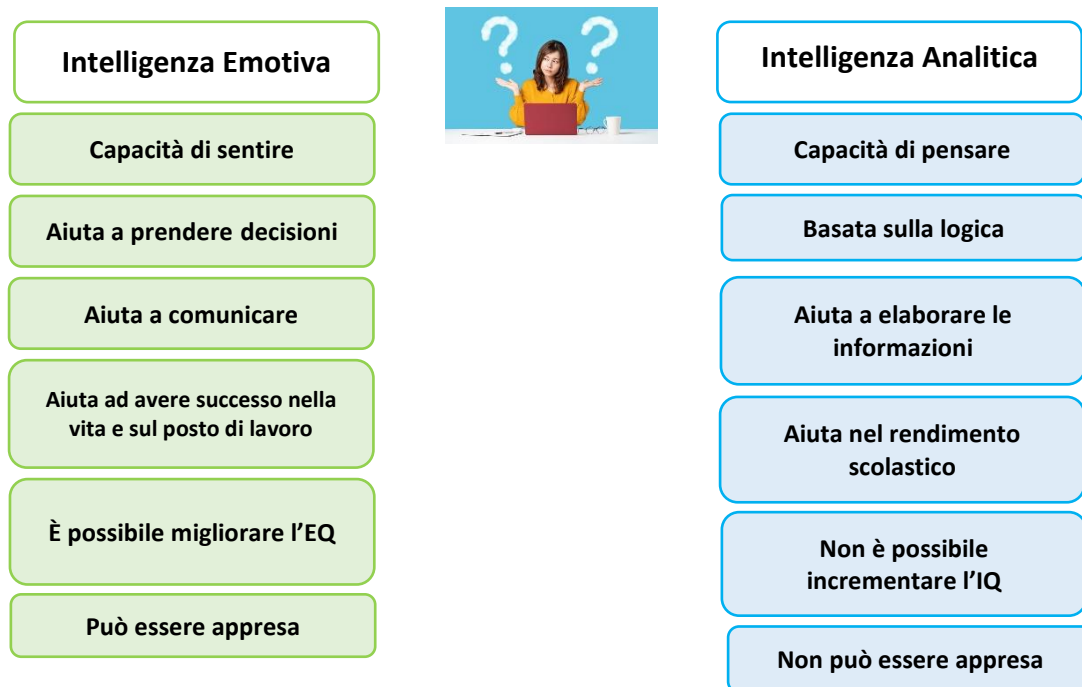 Intelligenza Emotiva
Capacità di sentire
Aiuta a prendere decisioni
Aiuta a comunicare
Aiuta ad avere successo nella
vita e sul posto di lavoro
È possibile migliorare l'EQ
Può essere appresa
? ?
Intelligenza Analitica
Capacità di pensare
Basata sulla logica
Aiuta a elaborare le
informazioni
Aiuta nel rendimento
scolastico
Non è possibile
incrementare l'IQ
Non può essere appresa